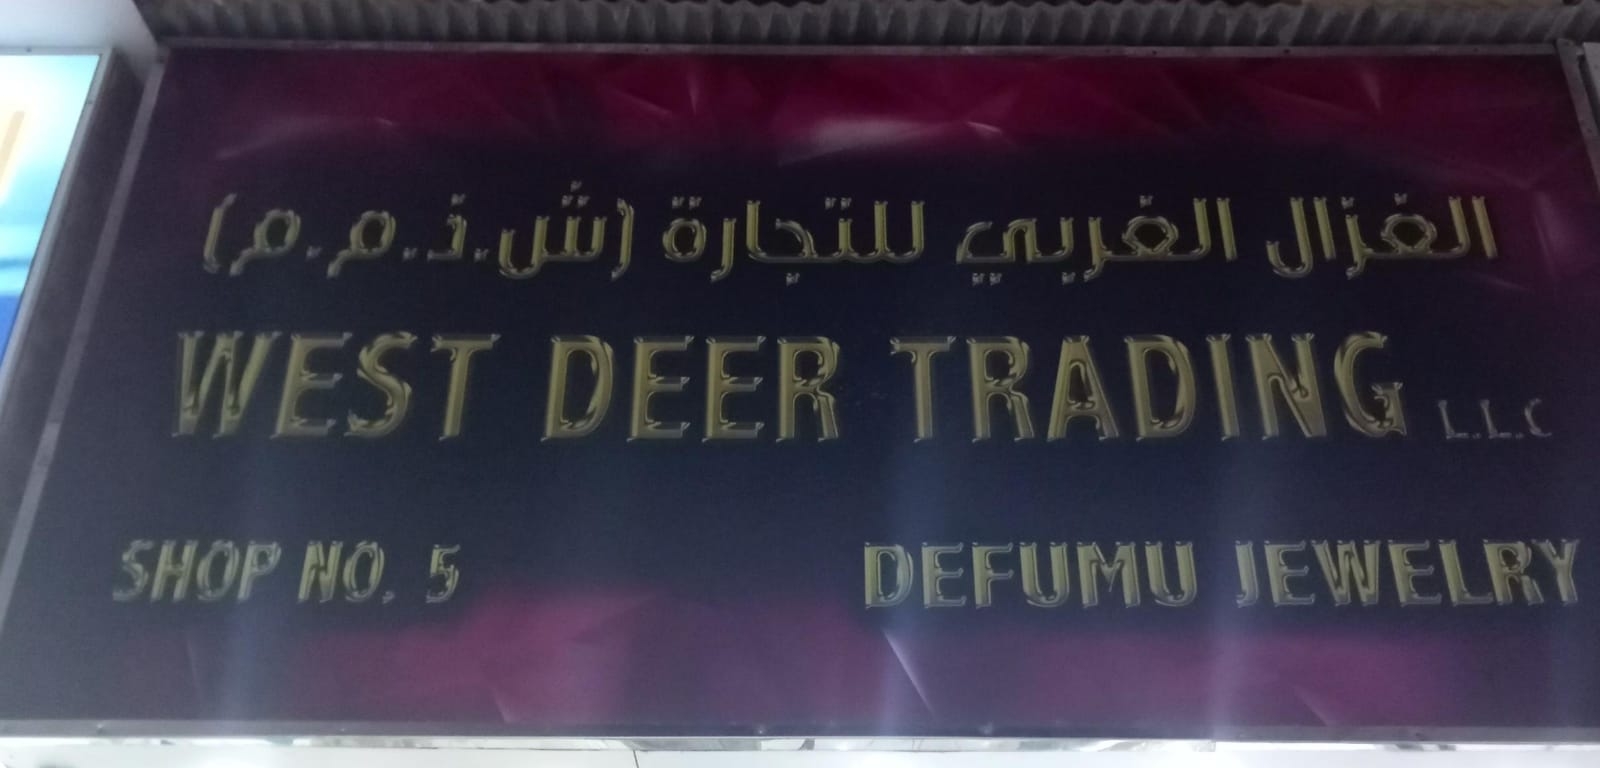 الغزال الغربي للتجارة (ش.ذ.م.م)
WEST DEER TRADING L.L.C
SHOP NO. 5
DEFUMU JEWELRY